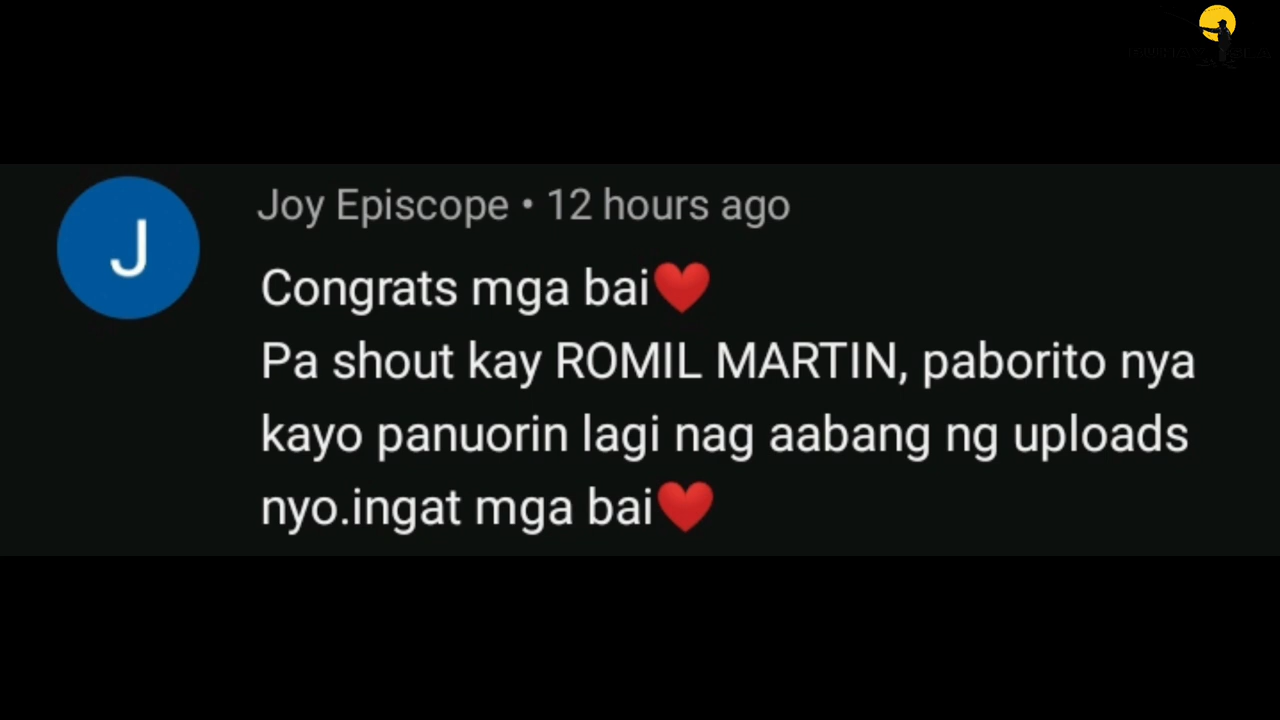 J
Joy Episcope • 12 hours ago
Congrats mga bai❤️
Pa shout kay ROMIL MARTIN, paborito nya
kayo panuorin lagi nag aabang ng uploads
nyo.ingat mga bai❤️